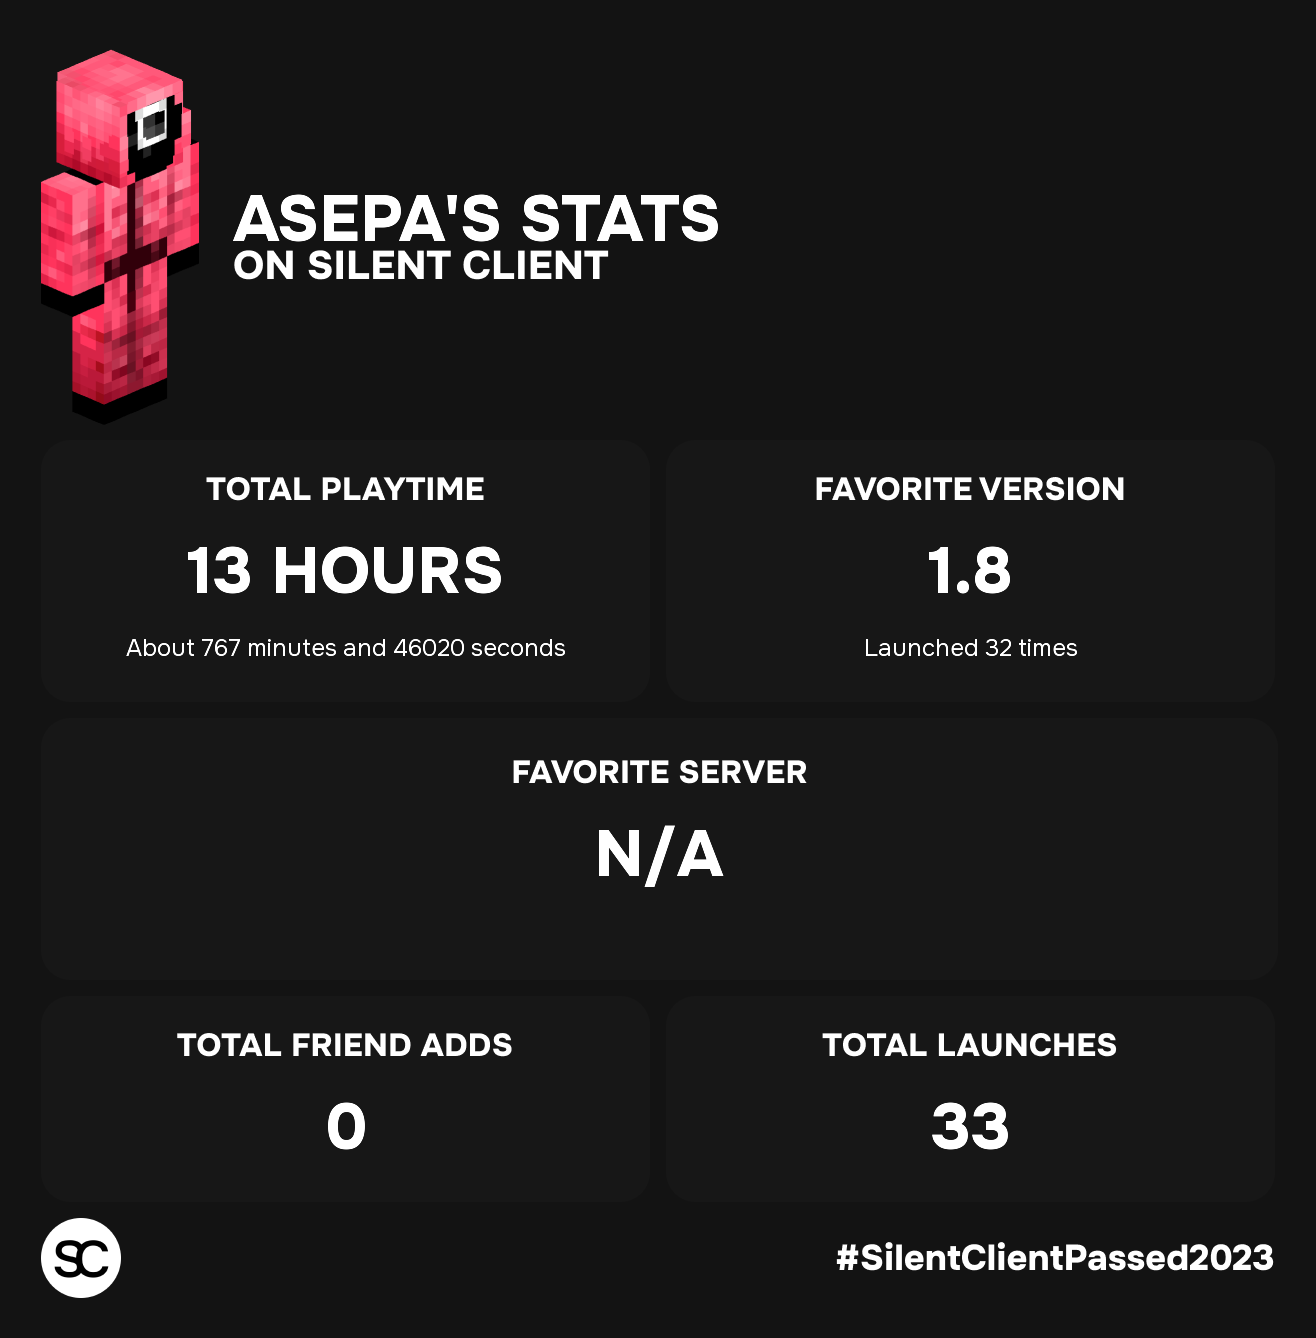 ASEPA'S STATS
ON SILENT CLIENT
TOTAL PLAYTIME
13 HOURS
About 767 minutes and 46020 seconds
FAVORITE VERSION
1.8
Launched 32 times
FAVORITE SERVER
N/A
TOTAL FRIEND ADDS
0
TOTAL LAUNCHES
33
SC
#SilentClientPassed2023